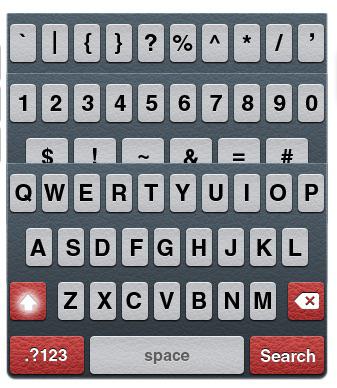 ` | { } ? % ^ * / ’
1 2 3 4 5 6 7 8 9 0
$ ! ~ & = #
Q W E R T Y U I O P
A S D F G H J K L
Z X C V B N M
.?123 space Search